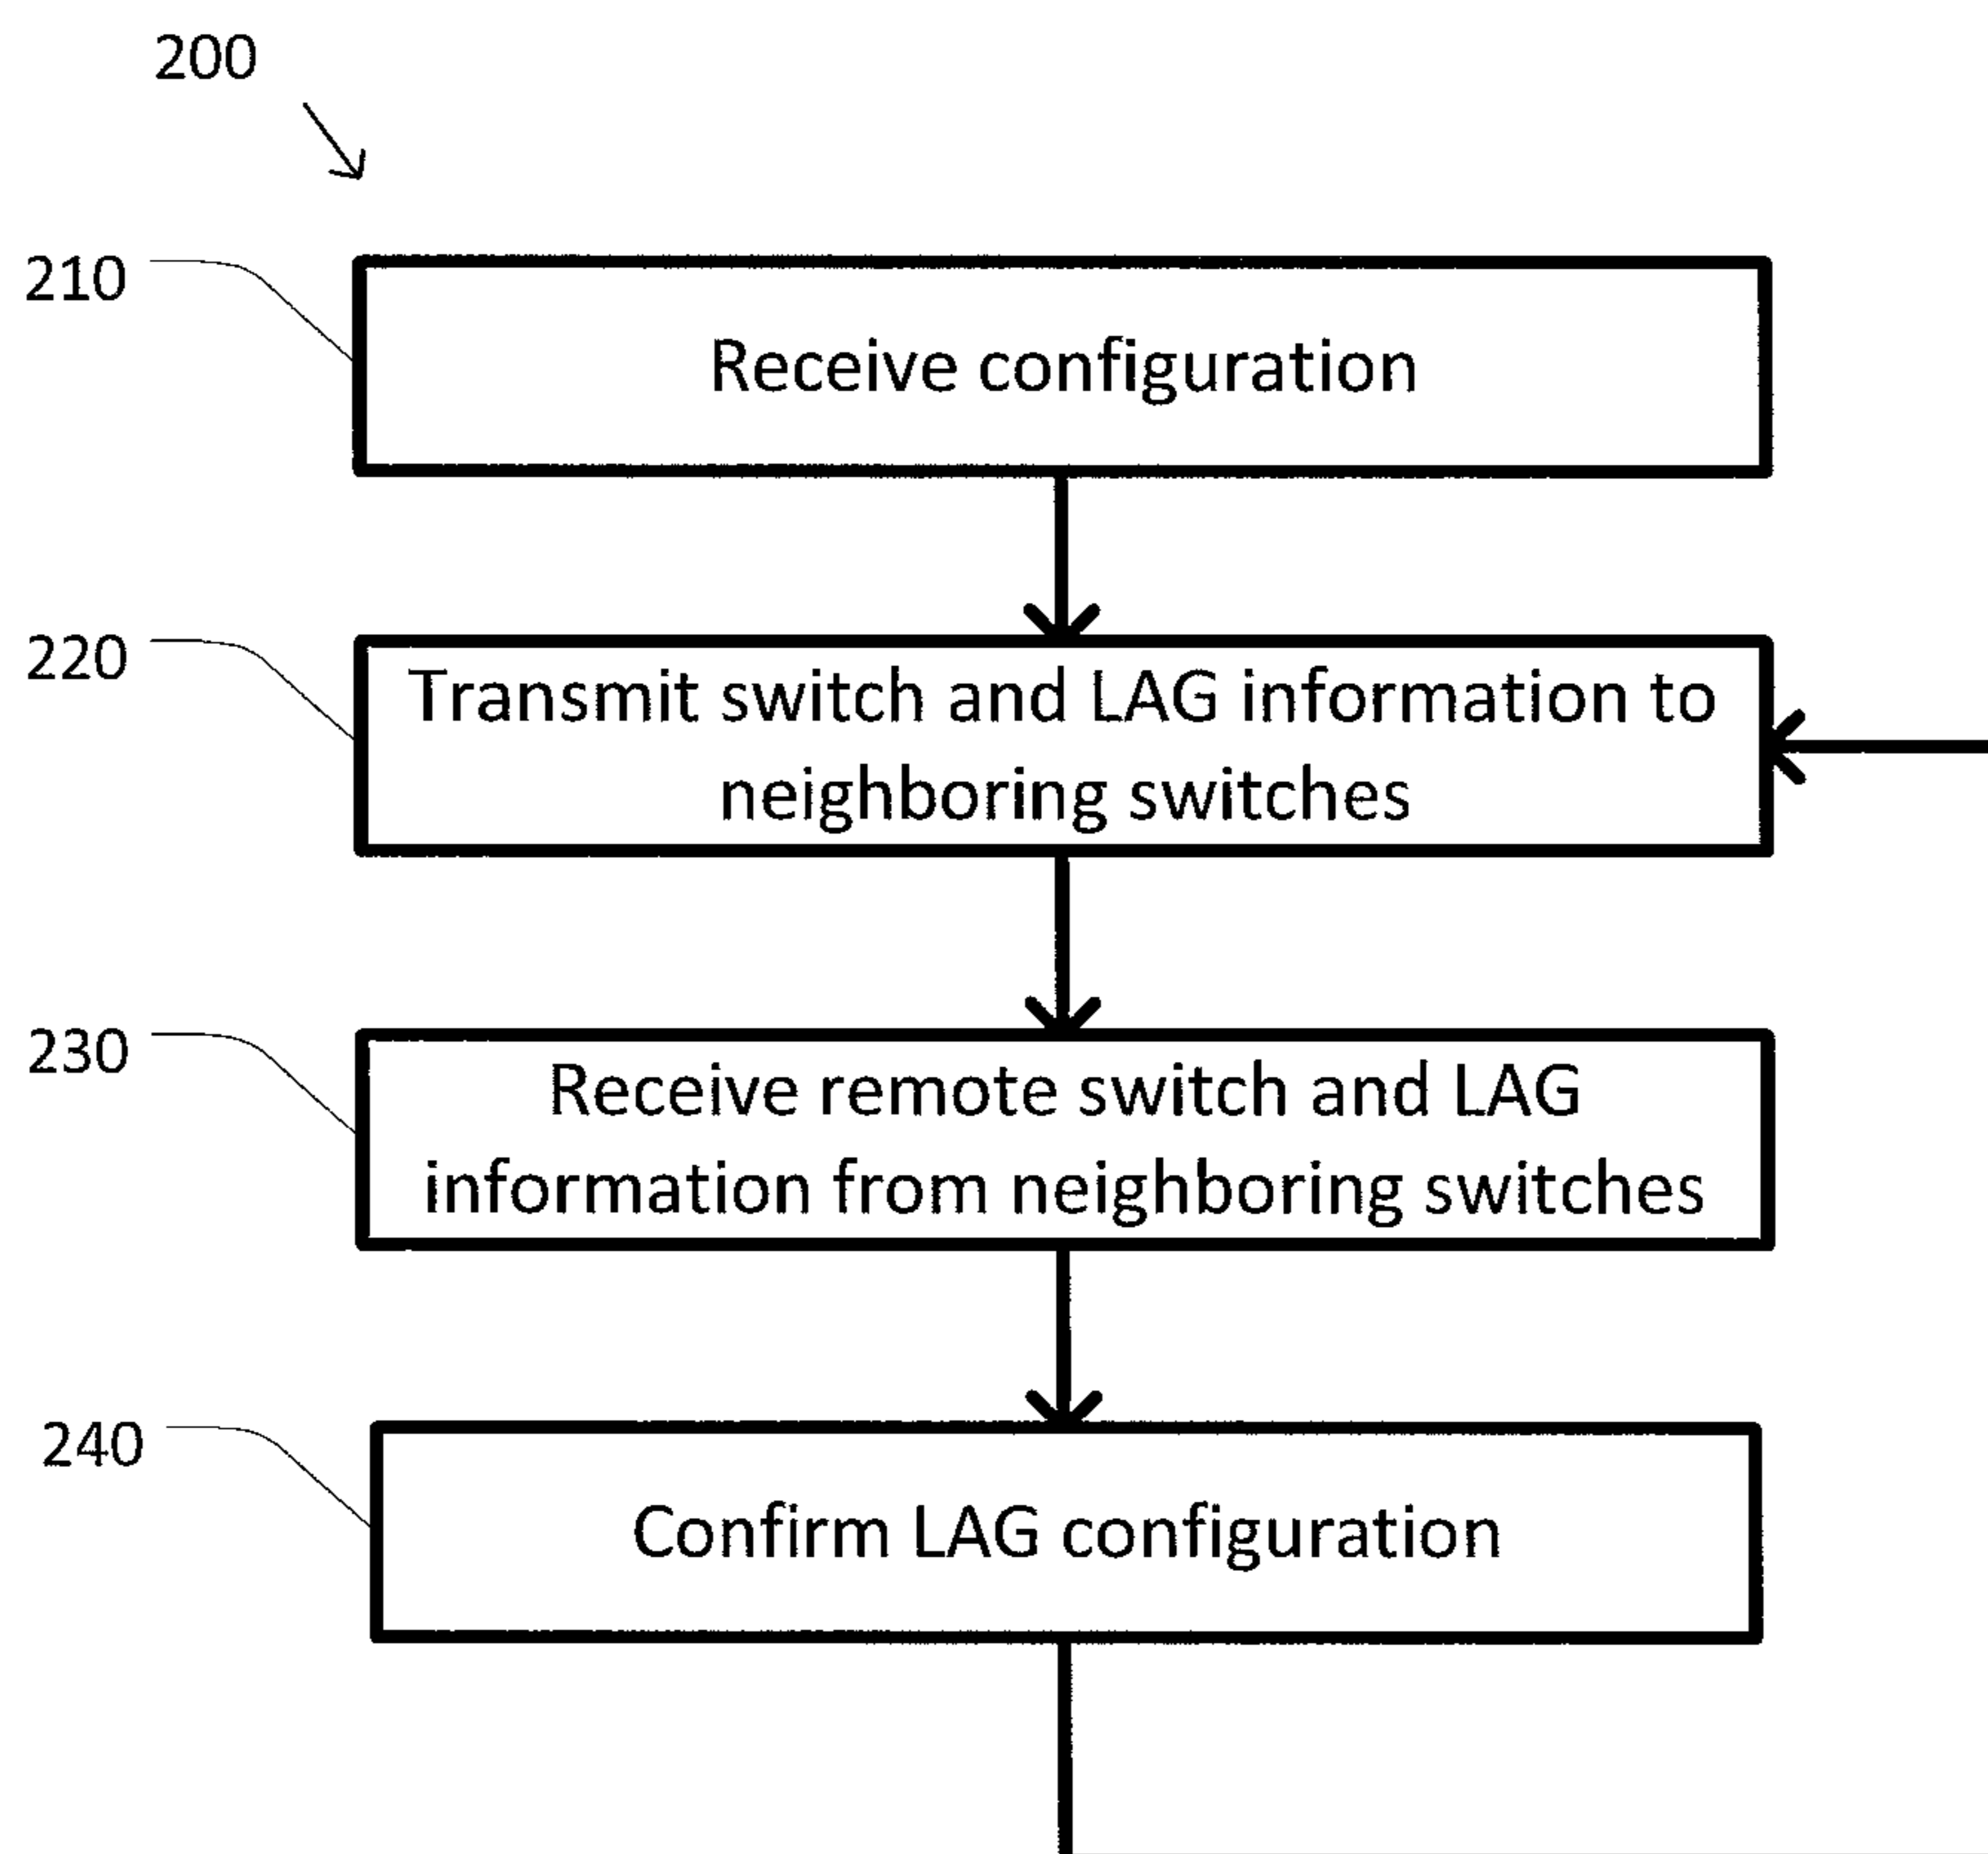 200
210
Receive configuration
220
Transmit switch and LAG information to
neighboring switches
230
Receive remote switch and LAG
information from neighboring switches
240
Confirm LAG configuration